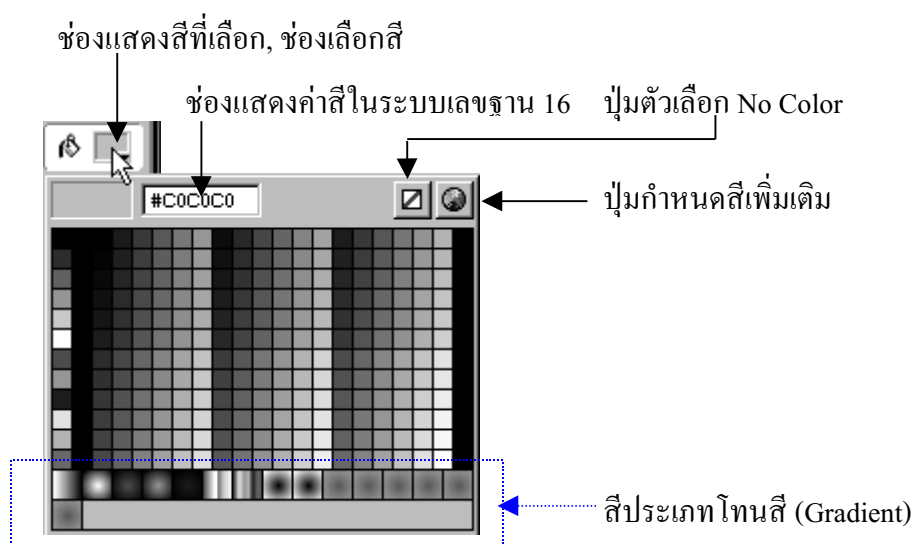 ช่องแสดงสีที่เลือก, ช่องเลือกสี
ช่องแสดงค่าสีในระบบเลขฐาน 16
ปุ่มตัวเลือก No Color
#C0C0C0
ปุ่มกำหนดสีเพิ่มเติม
สีประเภทโทนสี (Gradient)